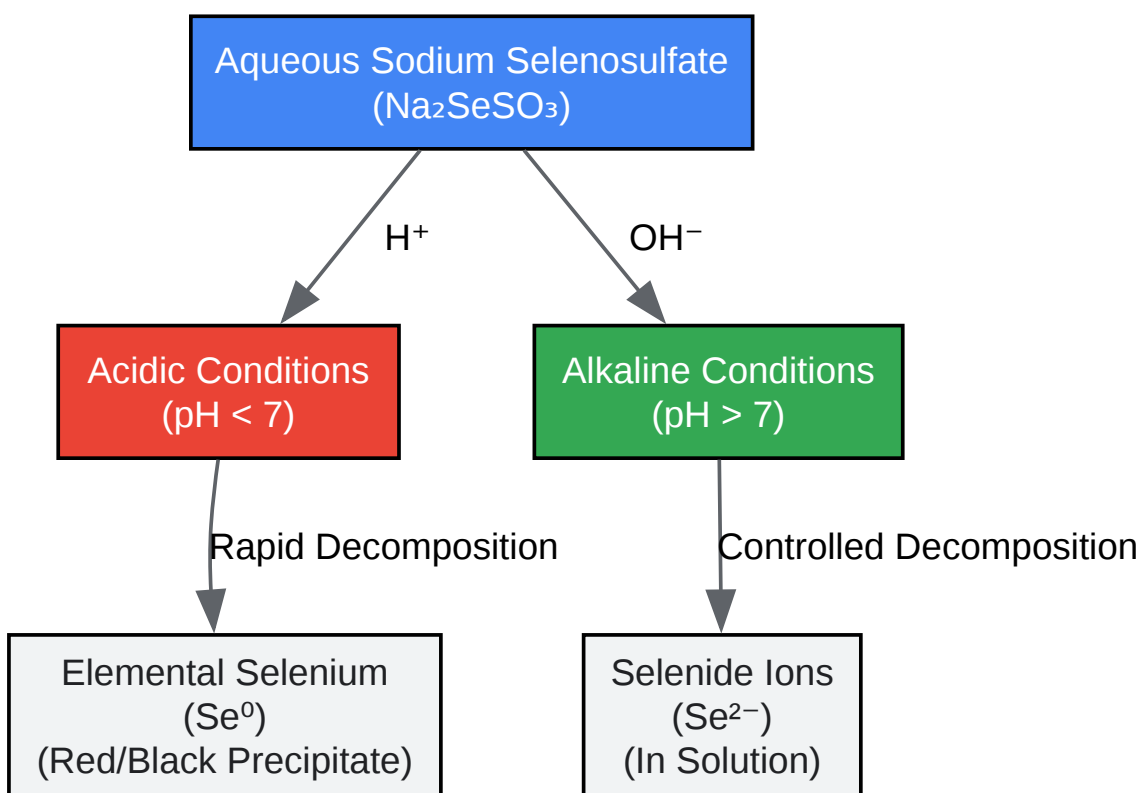 Aqueous Sodium Selenosulfate
(Na₂SeSO₃)
H⁺
OH⁻
Acidic Conditions
(pH < 7)
Alkaline Conditions
(pH > 7)
Rapid Decomposition
Controlled Decomposition
Elemental Selenium
(Se⁰)
(Red/Black Precipitate)
Selenide Ions
(Se²⁻)
(In Solution)